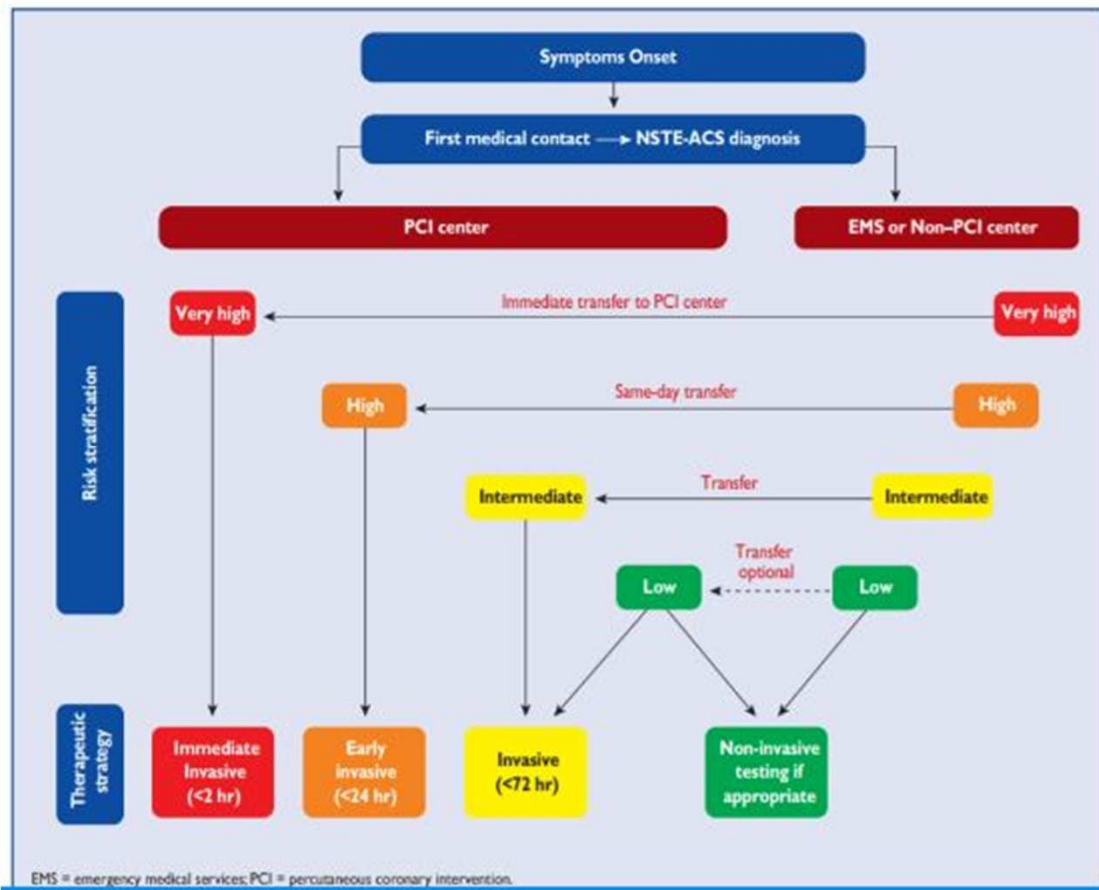 Symptoms Onset
First medical contact → NSTE-ACS diagnosis
PCI center
EMS or Non–PCI center
Risk stratification
Very high
Immediate transfer to PCI center
Very high
High
Same-day transfer
High
Intermediate
Transfer
Intermediate
Low
Transfer
optional
Low
Therapeutic
strategy
Immediate
Invasive
(<2 hr)
Early
invasive
(<24 hr)
Invasive
(<72 hr)
Non-invasive
testing if
appropriate
EMS = emergency medical services; PCI = percutaneous coronary intervention.